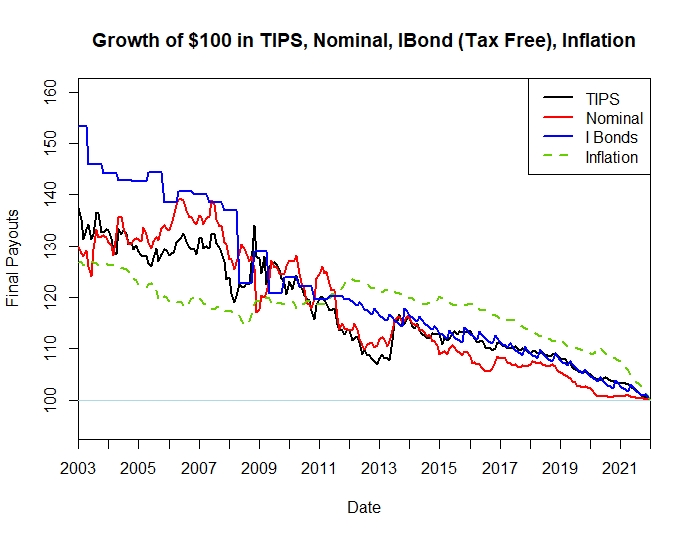 Growth of $100 in TIPS, Nominal, IBond (Tax Free), Inflation
TIPS
Nominal
I Bonds
Inflation
Final Payouts
160
150
140
130
120
110
100
2003 2005 2007 2009 2011 2013 2015 2017 2019 2021
Date